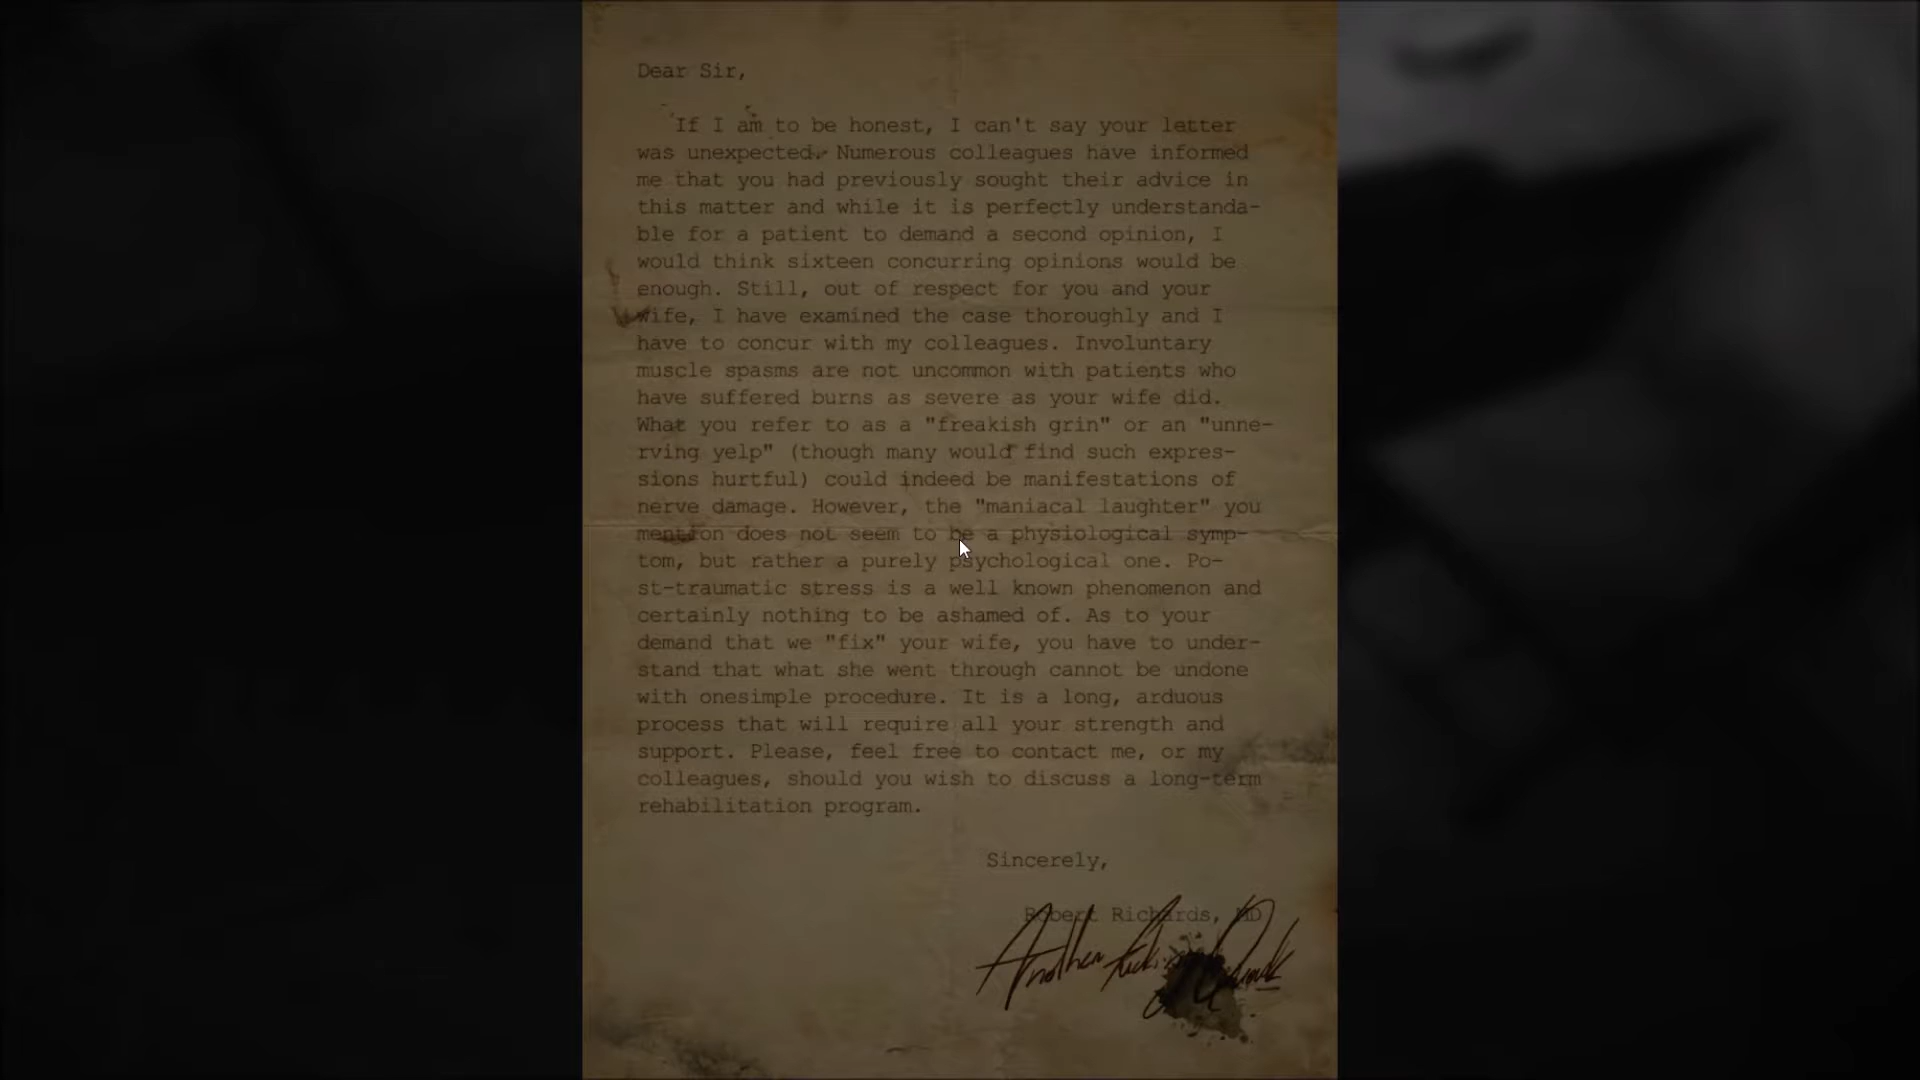 Dear Sir,
If I am to be honest, I can't say your letter
was unexpected. Numerous colleagues have informed
me that you had previously sought their advice in
this matter and while it is perfectly understanda-
ble for a patient to demand a second opinion, I
would think sixteen concurring opinions would be
enough. Still, out of respect for you and your
wife, I have examined the case thoroughly and I
have to concur with my colleagues. Involuntary
muscle spasms are not uncommon with patients who
have suffered burns as severe as your wife did.
What you refer to as a "freakish grin" or an "unne-
rving yelp" (though many would find such expres-
sions hurtful) could indeed be manifestations of
nerve damage. However, the "maniacal laughter" you
mention does not seem to be a physiological symp-
tom, but rather a purely psychological one. Po-
st-traumatic stress is a well known phenomenon and
certainly nothing to be ashamed of. As to your
demand that we "fix" your wife, you have to under-
stand that what she went through cannot be undone
with onesimple procedure. It is a long, arduous
process that will require all your strength and
support. Please, feel free to contact me, or my
colleagues, should you wish to discuss a long-term
rehabilitation program.
Sincerely,
Robert Richards, MD
Another